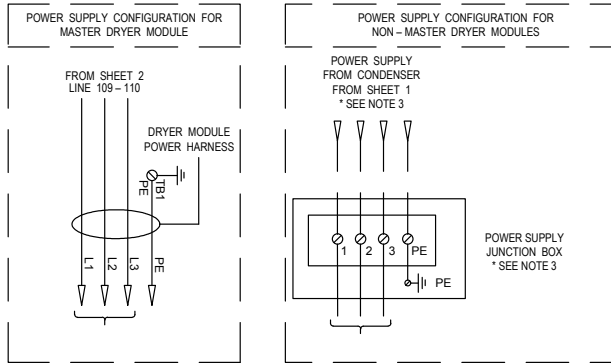 POWER SUPPLY CONFIGURATION FOR
MASTER DRYER MODULE
FROM SHEET 2
LINE 109 – 110
DRYER MODULE
POWER HARNESS
TB1
PE
L1
L2
L3
PE
POWER SUPPLY CONFIGURATION FOR
NON – MASTER DRYER MODULES
POWER SUPPLY
FROM CONDENSER
FROM SHEET 1
* SEE NOTE 3
1
2
3
PE
PE
POWER SUPPLY
JUNCTION BOX
* SEE NOTE 3